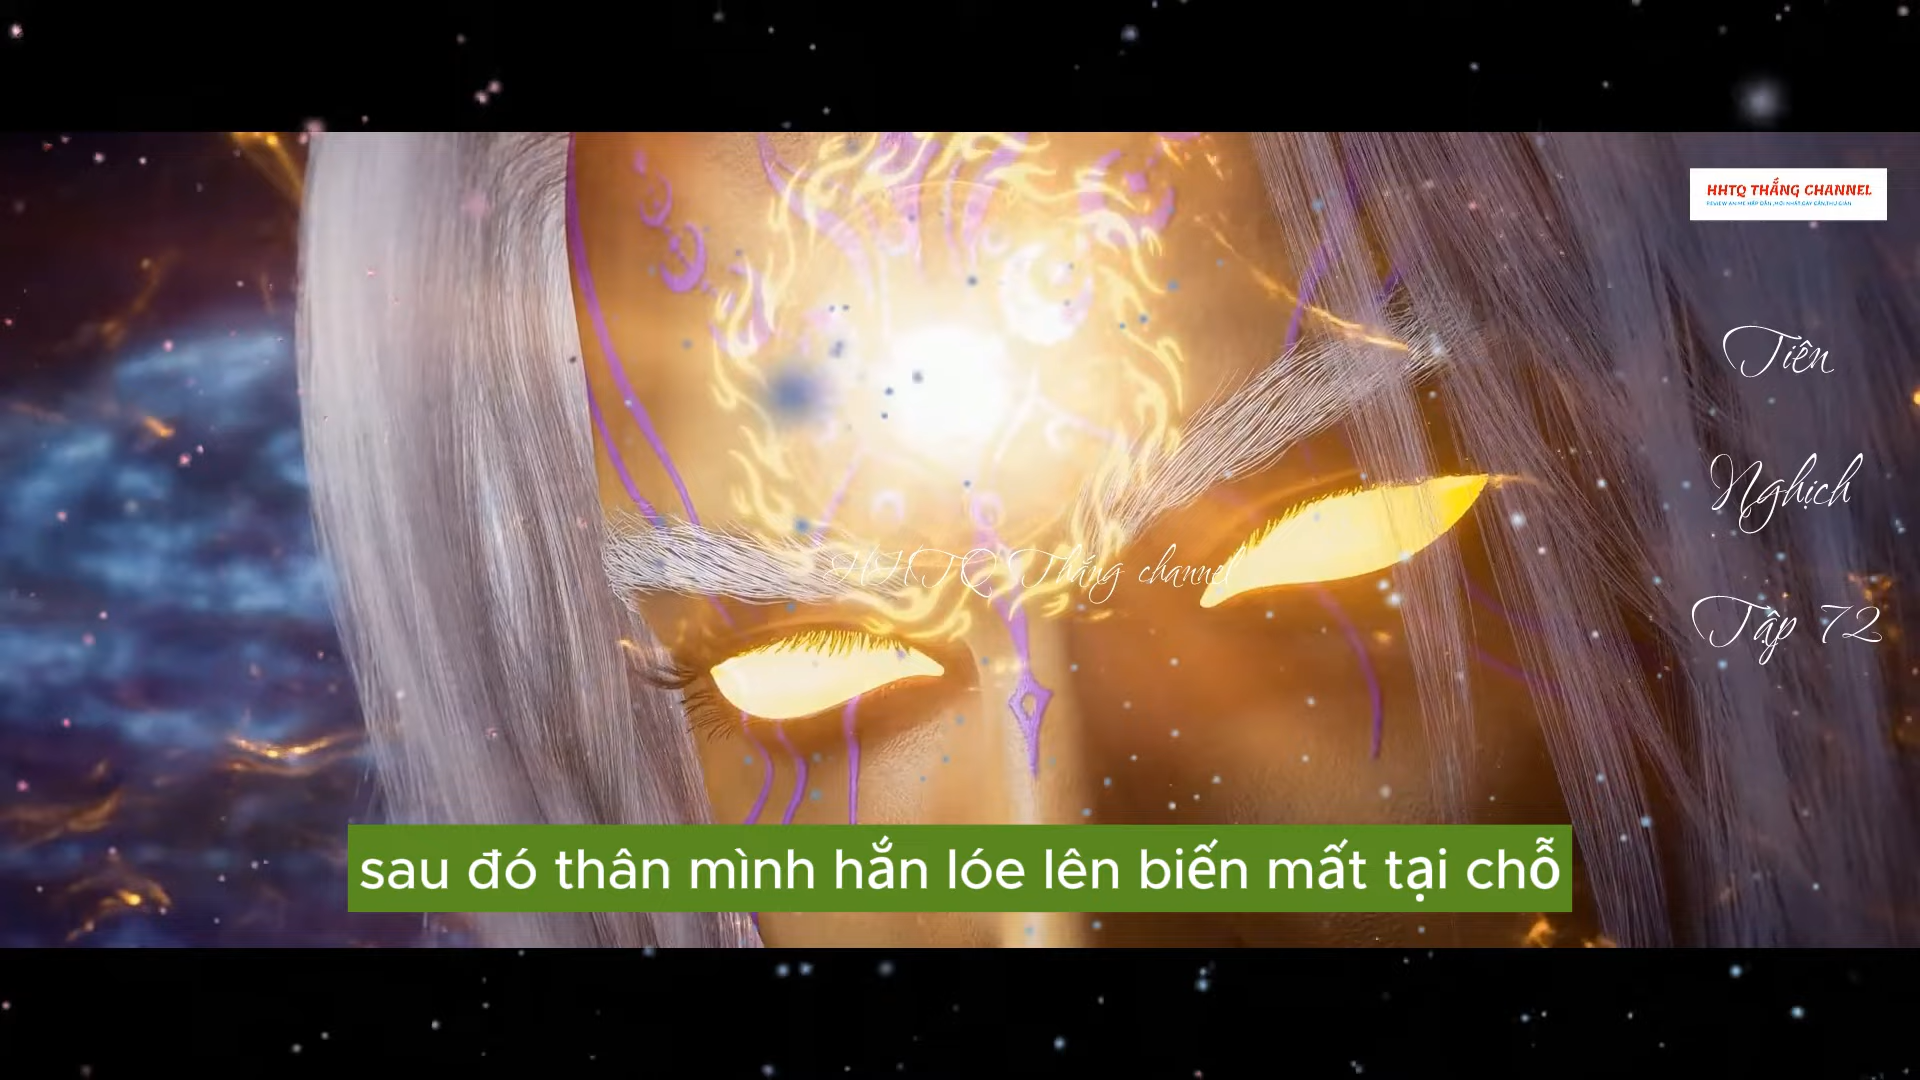 HHTQ THẮNG CHANNEL
Tiên
Nghịch
HHTQ Thắng channel
Tập 72
sau đó thân mình hắn lóe lên biến mất tại chỗ